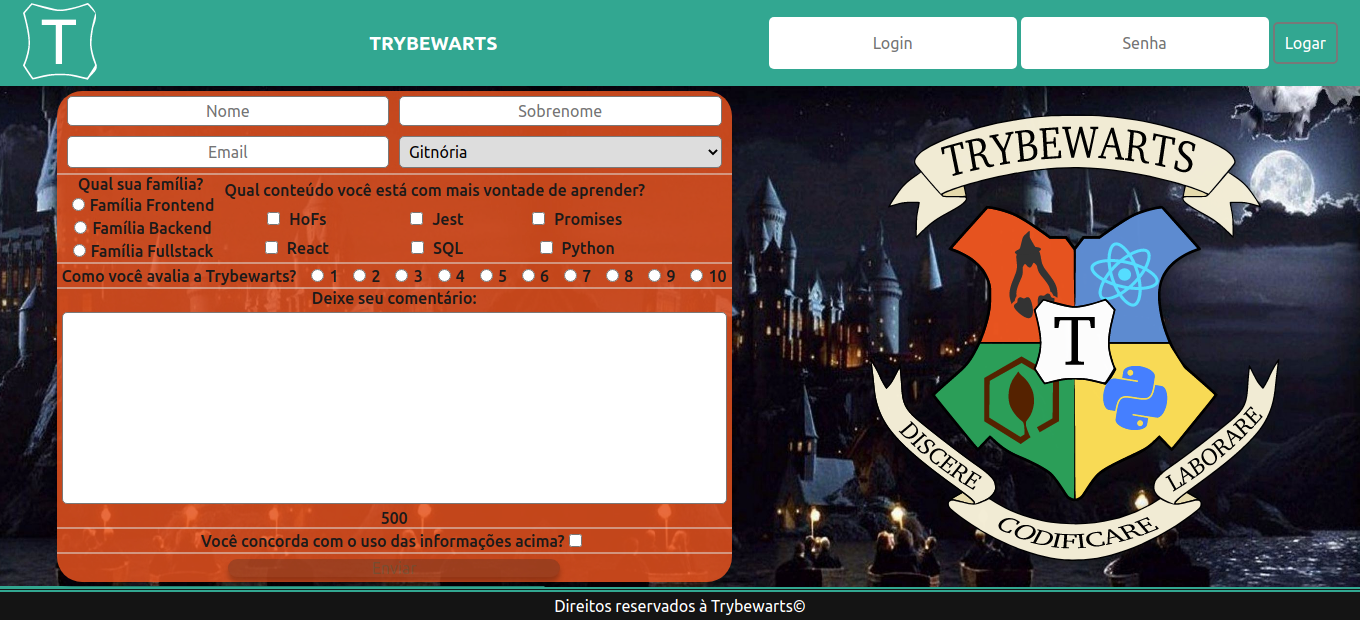 T
TRYBEWARTS
Login
Senha
Logar
Nome
Sobrenome
Email
Gitnória
Qual sua família?
Família Frontend
Família Backend
Família Fullstack
Qual conteúdo você está com mais vontade de aprender?
HoFs Jest Promises
React SQL Python
Como você avalia a Trybewarts? 1 2 3 4 5 6 7 8 9 10
Deixe seu comentário:
500
Você concorda com o uso das informações acima?
Enviar
TRYBEWARTS
T
DISCERE
CODIFICARE
LABORARE
Direitos reservados à Trybewarts©